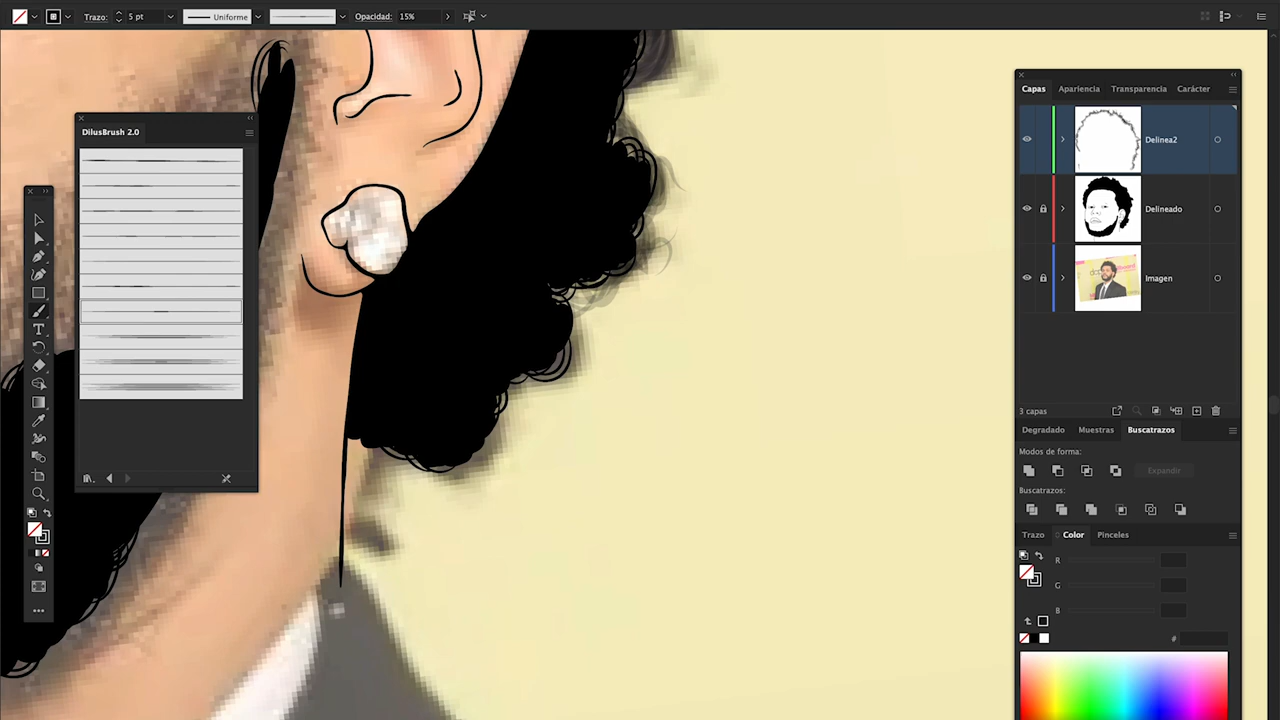 Trazo: 5 pt Uniforme Opacidad: 15%
DilusBrush 2.0
T
Capas Apariencia Transparencia Carácter
Delinea2
Delineado
Imagen
3 capas
Degradado Muestras Buscatrazos
Modos de forma:
Expandir
Buscatrazos:
Trazo Color Pinceles
R
G
B
#